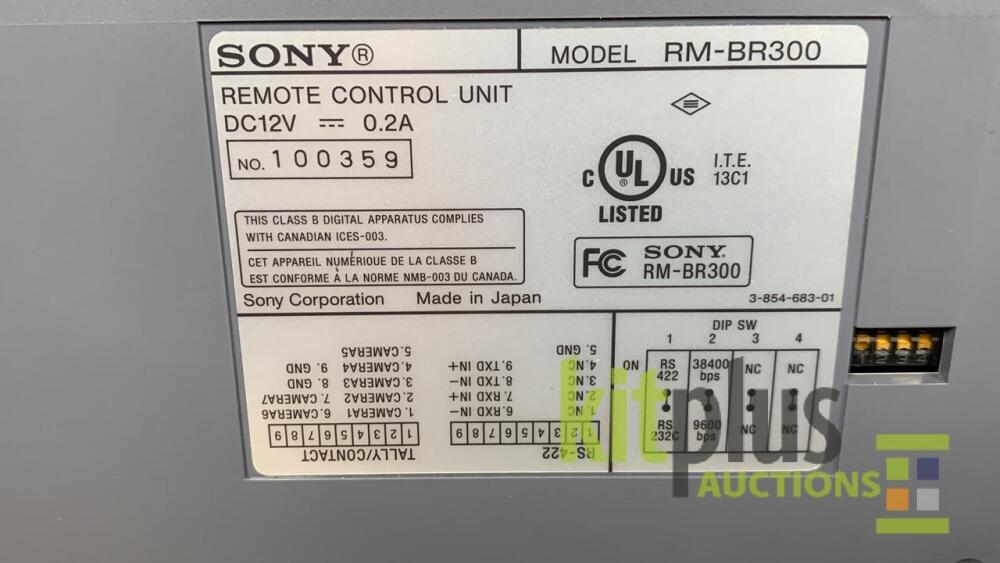 SONY®
MODEL RM-BR300
REMOTE CONTROL UNIT
DC12V ⎓ 0.2A
NO. 100359
C UL ® US
LISTED
I.T.E.
13C1
THIS CLASS B DIGITAL APPARATUS COMPLIES
WITH CANADIAN ICES-003.
CET APPAREIL NUMÉRIQUE DE LA CLASSE B
EST CONFORME À LA NORME NMB-003 DU CANADA.
FC SONY.
RM-BR300
Sony Corporation Made in Japan
3-854-683-01
TALLY/CONTACT
1 2 3 4 5 6 7 8 9
1. CAMERA1 6. CAMERA6
2. CAMERA2 7. CAMERA7
3. CAMERA3 8. GND
4. CAMERA4 9. GND
5. CAMERA5
RS-422
1 2 3 4 5 6 7 8 9
1. NC 6. RXD IN−
2. NC 7. RXD IN+
3. NC 8. TXD IN−
4. NC 9. TXD IN+
5. GND
DIP SW
1 2 3 4
ON RS 38400 NC NC
422 bps
RS 9600 NC NC
232C bps
kitplus
AUCTIONS